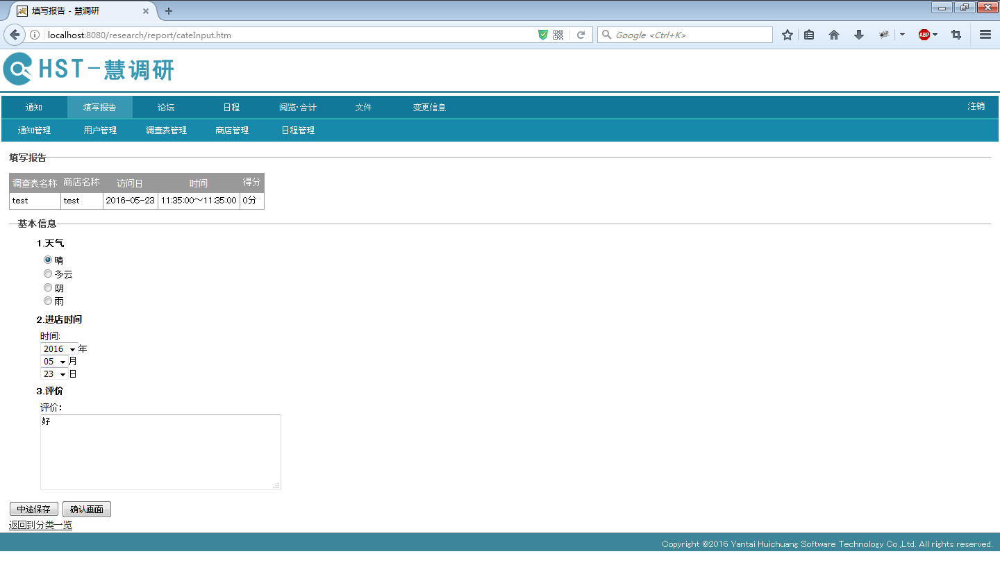 填写报告 - 慧调研
localhost:8080/research/report/cateInput.htm
Google <Ctrl+K>
ABP
HST-慧调研
通知 填写报告 论坛 日程 阅览·合计 文件 变更信息 注销
通知管理 用户管理 调查表管理 商店管理 日程管理
填写报告
调查表名称 商店名称 访问日 时间 得分
test test 2016-05-23 11:35:00～11:35:00 0分
基本信息
1.天气
晴
多云
阴
雨
2.进店时间
时间:
2016 年
05 月
23 日
3.评价
评价：
好
中途保存 确认画面
返回到分类一览
Copyright ©2016 Yantai Huichuang Software Technology Co.,Ltd. All rights reserved.